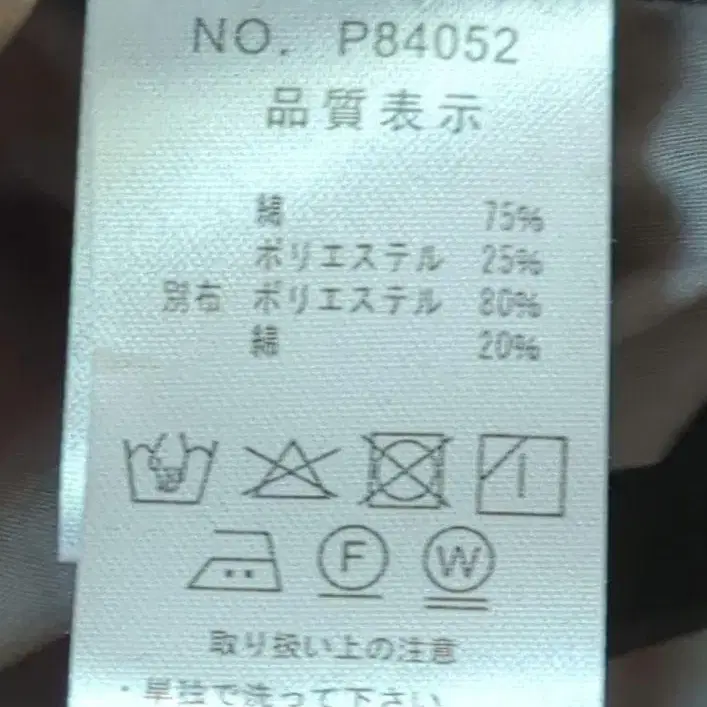 NO. P84052
品質表示
綿 75%
ポリエステル 25%
別布 ポリエステル 80%
綿 20%
F W
取り扱い上の注意
・単独で洗って下さい